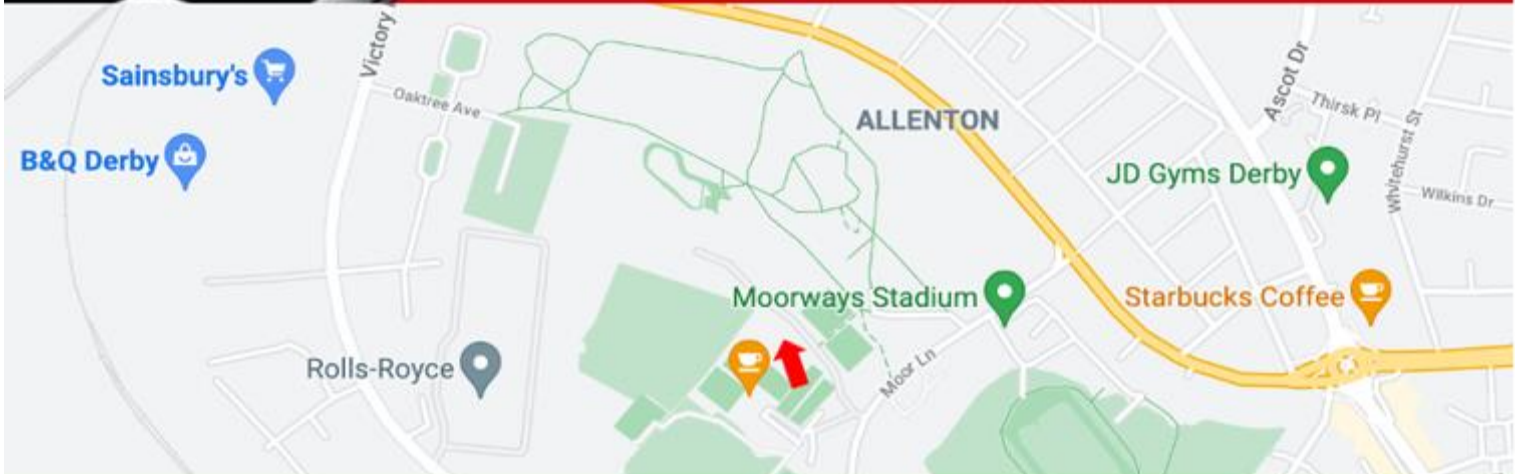 Sainsbury's
Victory
Oaktree Ave
B&Q Derby
ALLENTON
Ascot Dr
Thirsk Pl
Whitehurst St
JD Gyms Derby
Wilkins Dr
Moorways Stadium
Starbucks Coffee
Rolls-Royce
Moor Ln